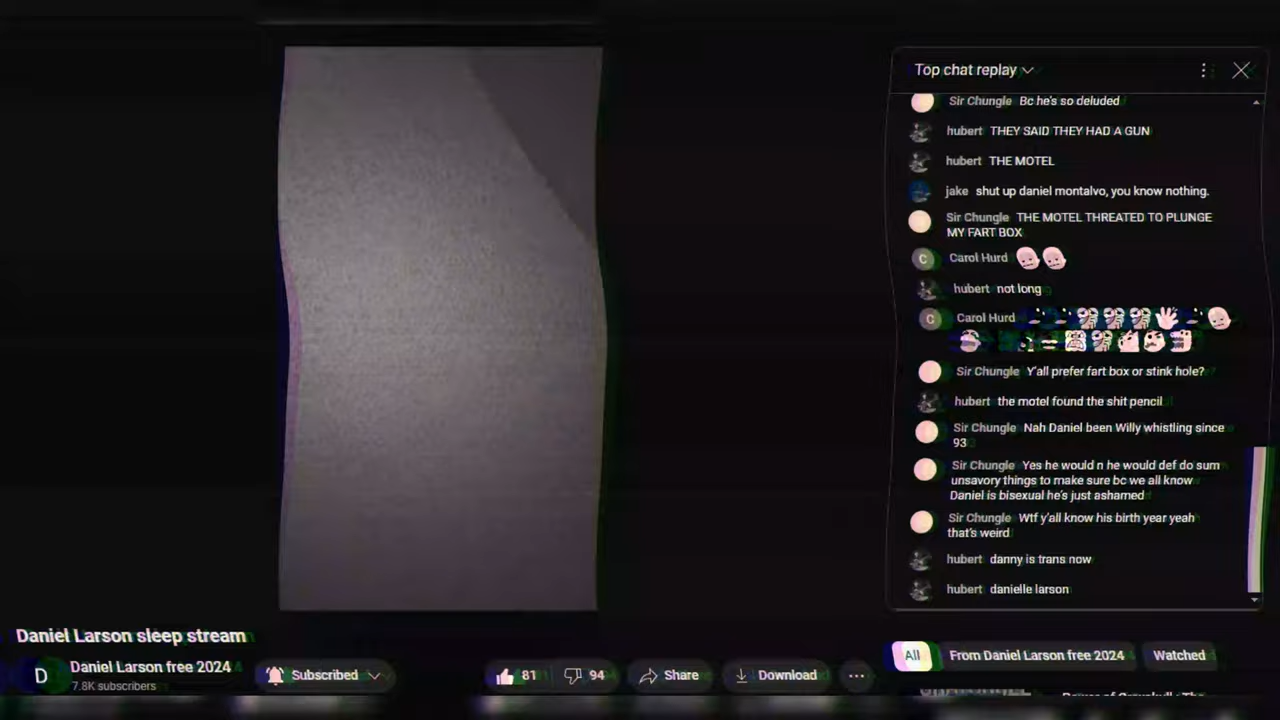 Top chat replay
Sir Chungle Bc he's so deluded
hubert THEY SAID THEY HAD A GUN
hubert THE MOTEL
jake shut up daniel montalvo, you know nothing.
Sir Chungle THE MOTEL THREATED TO PLUNGE
MY FART BOX
C Carol Hurd
hubert not long
C Carol Hurd
Sir Chungle Y'all prefer fart box or stink hole?
hubert the motel found the shit pencil
Sir Chungle Nah Daniel been Willy whistling since
93
Sir Chungle Yes he would n he would def do sum
unsavory things to make sure bc we all know
Daniel is bisexual he's just ashamed
Sir Chungle Wtf y'all know his birth year yeah
that's weird
hubert danny is trans now
hubert danielle larson
Daniel Larson sleep stream
D Daniel Larson free 2024
7.8K subscribers
Subscribed
81
94
Share
Download
All
From Daniel Larson free 2024
Watched